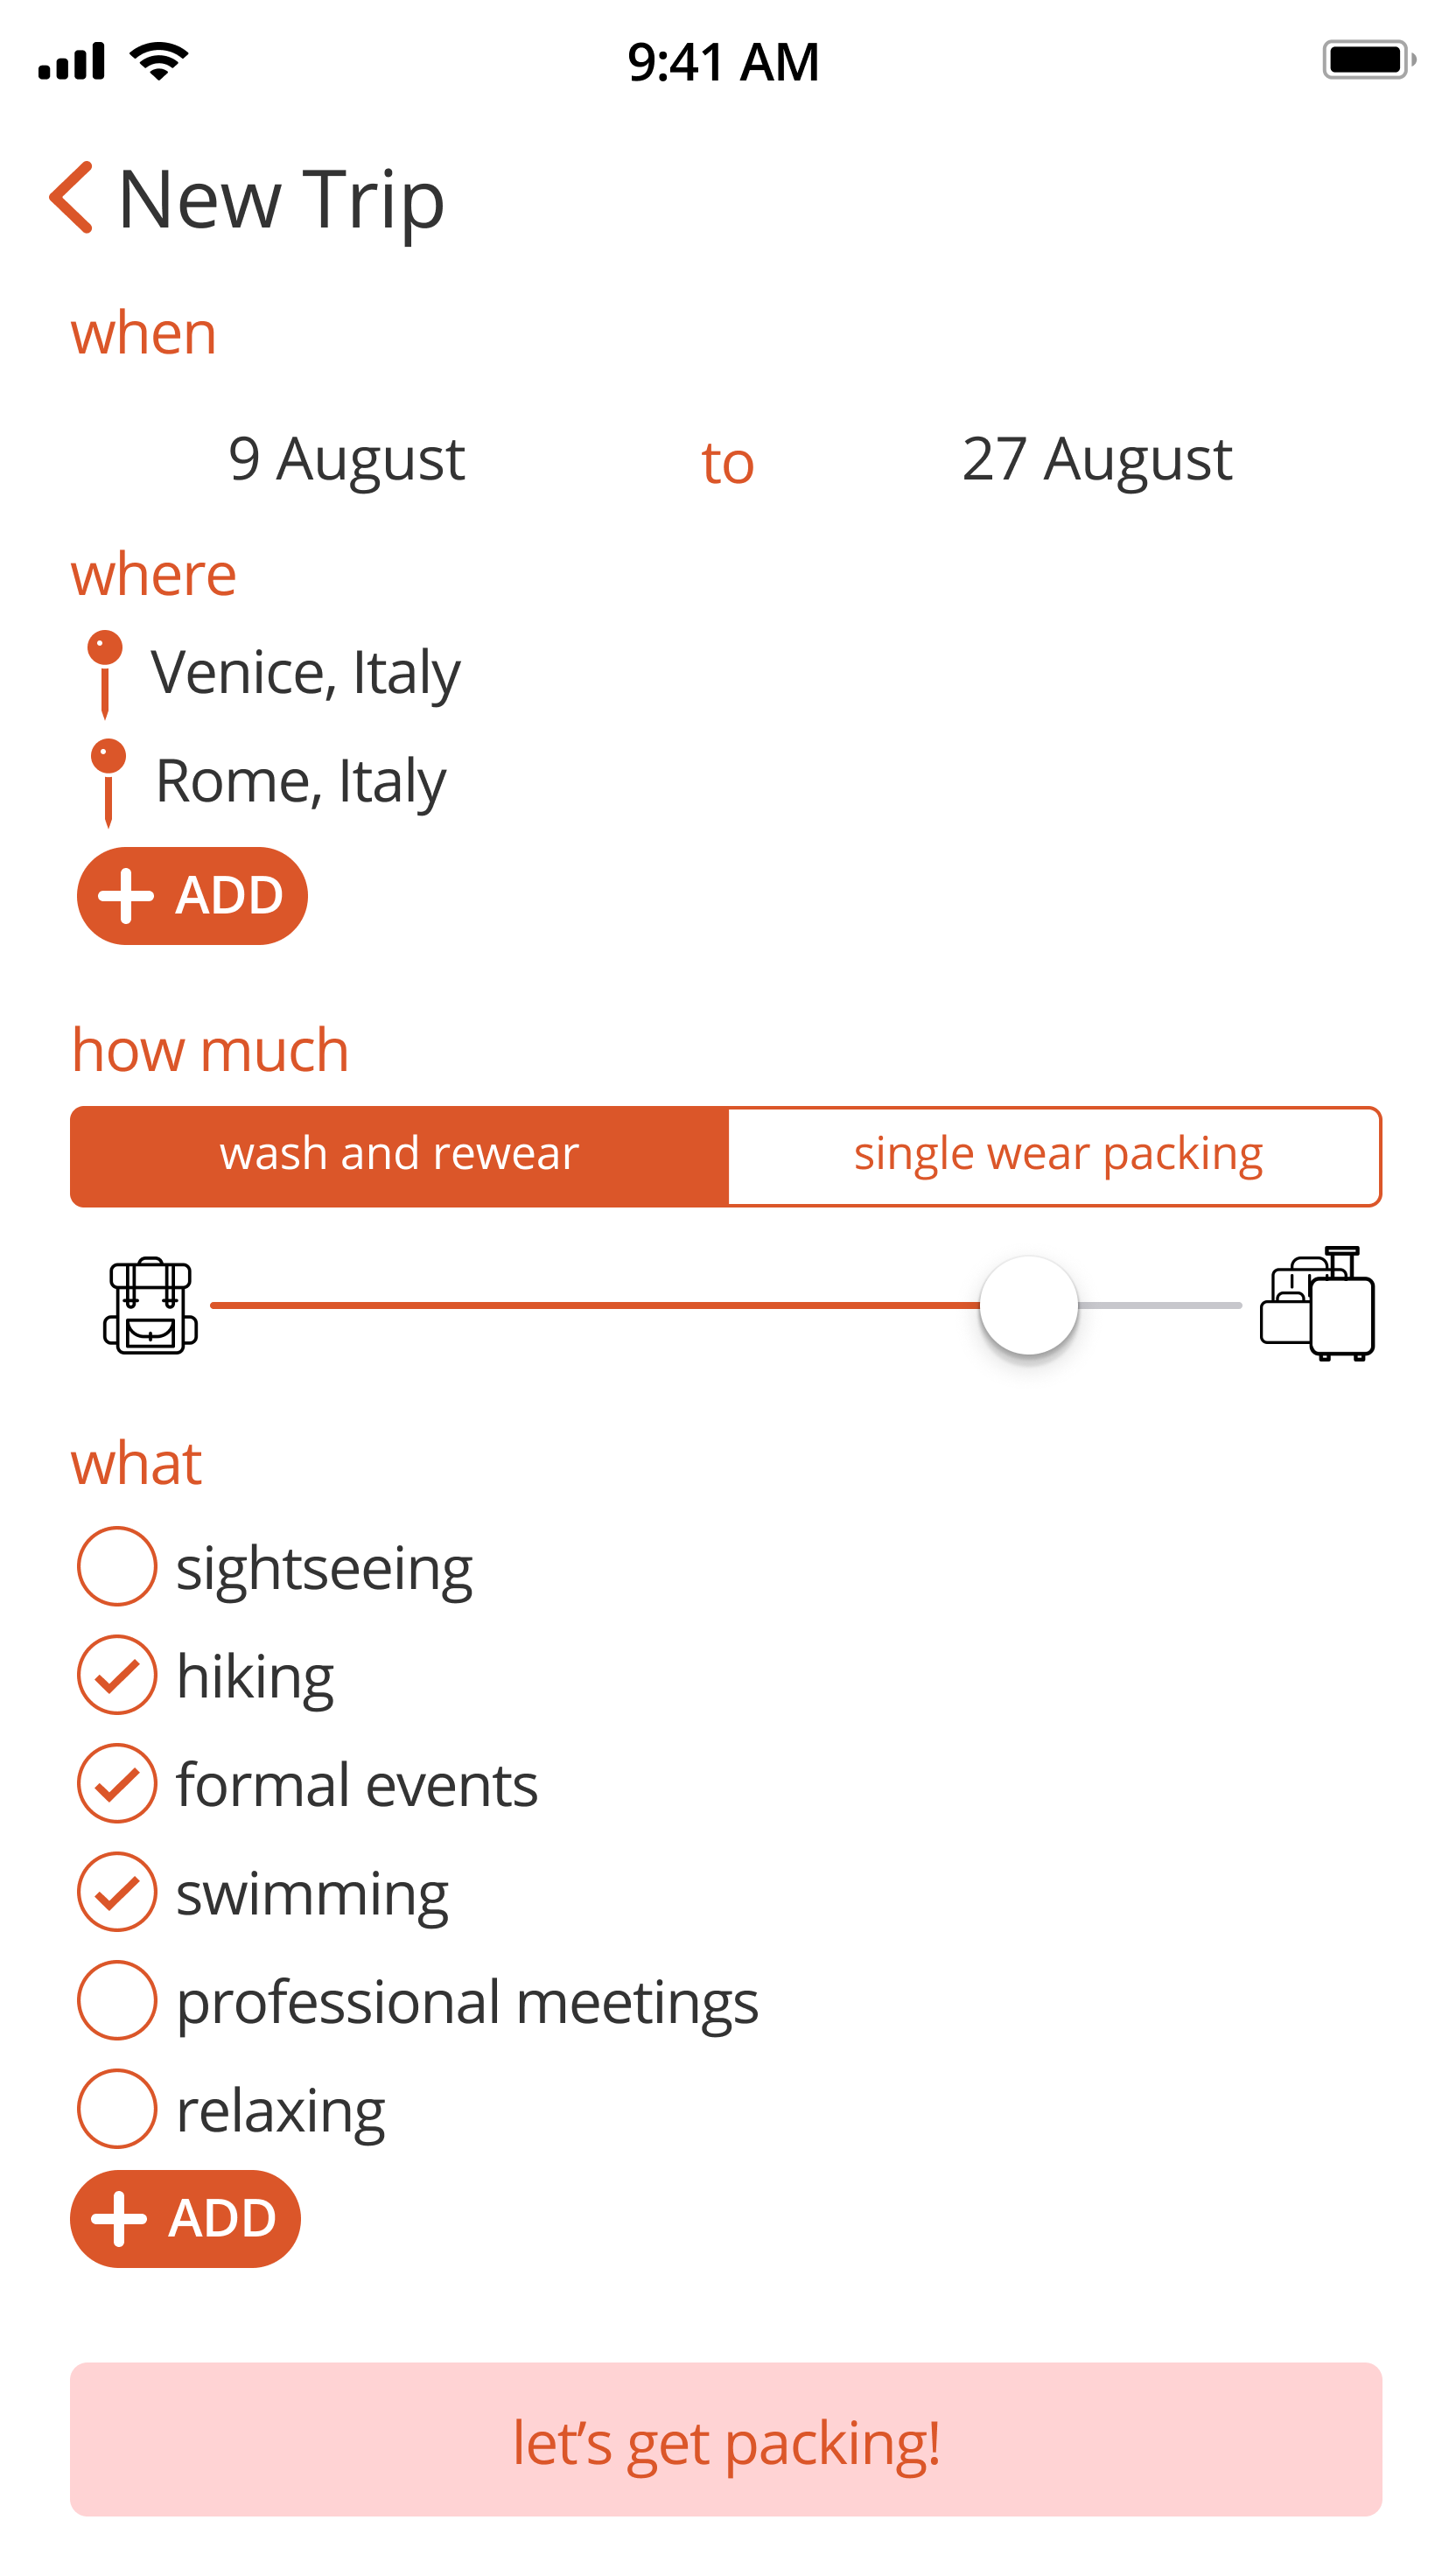 9:41 AM
New Trip
when
9 August to 27 August
where
Venice, Italy
Rome, Italy
ADD
how much
wash and rewear single wear packing
what
sightseeing
hiking
formal events
swimming
professional meetings
relaxing
ADD
let’s get packing!